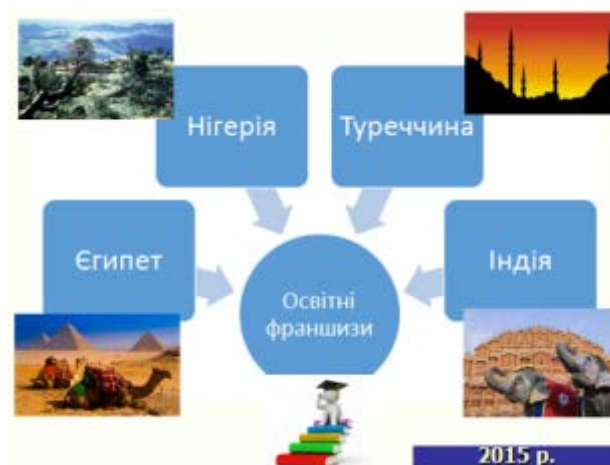 Нігерія
Туреччина
Єгипет
Індія
Освітні
франшизи
2015 р.